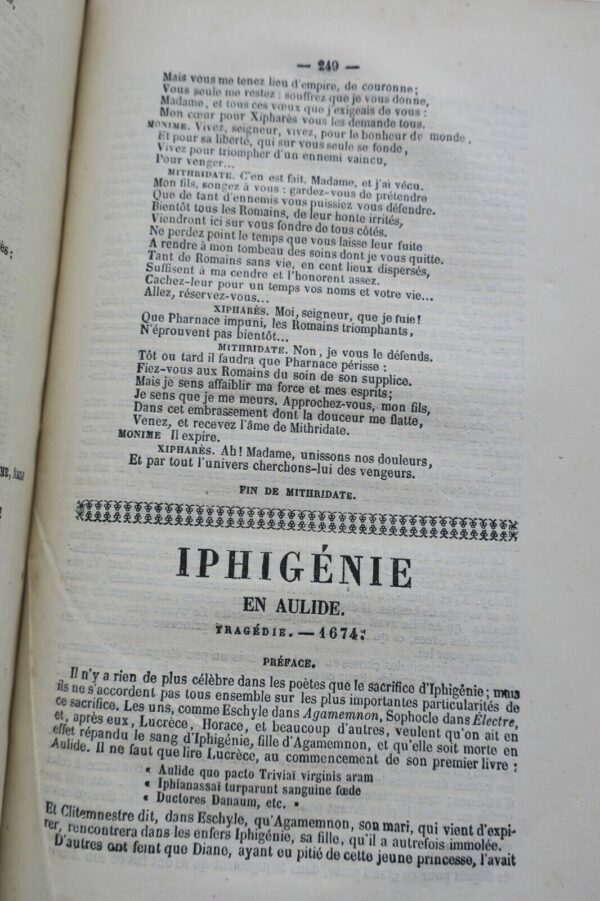 — 249 —
Mais vous me tenez lieu d'empire, de couronne;
Vous seule me restez : souffrez que je vous donne,
Madame, et tous ces vœux que j'exigeais de vous :
Mon cœur pour Xipharès vous les demande tous.
MONIME. Vivez, seigneur, vivez, pour le bonheur du monde,
Et pour sa liberté, qui sur vous seule se fonde,
Vivez pour triompher d'un ennemi vaincu,
Pour venger...
MITHRIDATE. C'en est fait, Madame, et j'ai vécu.
Mon fils, songez à vous : gardez-vous de prétendre
Que de tant d'ennemis vous puissiez vous défendre.
Bientôt tous les Romains, de leur honte irrités,
Viendront ici sur vous fondre de tous côtés.
Ne perdez point le temps que vous laisse leur fuite
A rendre à mon tombeau des soins dont je vous quitte.
Tant de Romains sans vie, en cent lieux dispersés,
Suffisent à ma cendre et l'honorent assez.
Cachez-leur pour un temps vos noms et votre vie...
Allez, réservez-vous...
XIPHARÈS. Moi, seigneur, que je fuie!
Que Pharnace impuni, les Romains triomphants,
N'éprouvent pas bientôt...
MITHRIDATE. Non, je vous le défends.
Tôt ou tard il faudra que Pharnace périsse :
Fiez-vous aux Romains du soin de son supplice.
Mais je sens affaiblir ma force et mes esprits;
Je sens que je me meurs. Approchez-vous, mon fils,
Dans cet embrassement dont la douceur me flatte,
Venez, et recevez l'âme de Mithridate.
MONIME Il expire.
XIPHARÈS. Ah! Madame, unissons nos douleurs,
Et par tout l'univers cherchons-lui des vengeurs.
FIN DE MITHRIDATE.
IPHIGÉNIE
EN AULIDE.
TRAGÉDIE. — 1674.
PRÉFACE.
Il n'y a rien de plus célèbre dans les poètes que le sacrifice d'Iphigénie; mais
ils ne s'accordent pas tous ensemble sur les plus importantes particularités de
ce sacrifice. Les uns, comme Eschyle dans Agamemnon, Sophocle dans Électre,
et, après eux, Lucrèce, Horace, et beaucoup d'autres, veulent qu'on ait en
effet répandu le sang d'Iphigénie, fille d'Agamemnon, et qu'elle soit morte en
Aulide. Il ne faut que lire Lucrèce, au commencement de son premier livre :
« Aulide quo pacto Triviaï virginis aram
« Iphianassaï turparunt sanguine fœde
« Ductores Danaum, etc. »
Et Clitemnestre dit, dans Eschyle, qu'Agamemnon, son mari, qui vient d'expi-
rer, rencontrera dans les enfers Iphigénie, sa fille, qu'il a autrefois immolée.
D'autres ont feint que Diane, ayant eu pitié de cette jeune princesse, l'avait